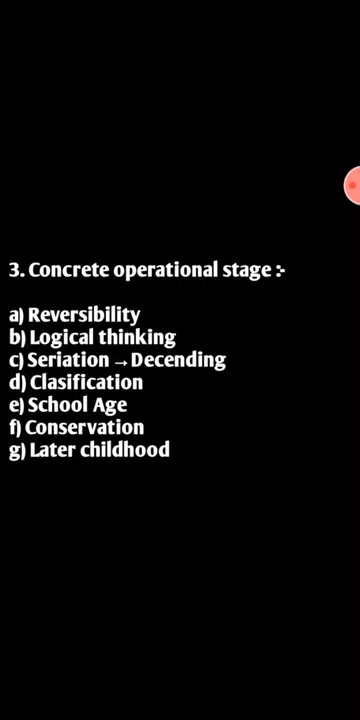 3. Concrete operational stage :-
a) Reversibility
b) Logical thinking
c) Seriation →Decending
d) Clasification
e) School Age
f) Conservation
g) Later childhood